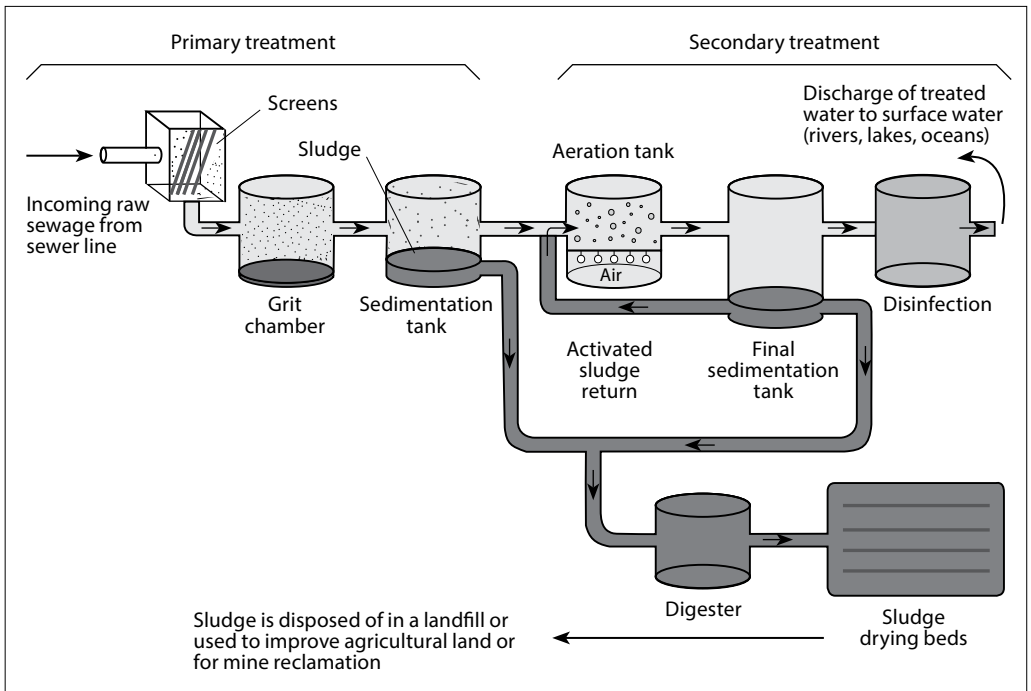 Primary treatment
Secondary treatment
Screens
Discharge of treated
water to surface water
(rivers, lakes, oceans)
Sludge
Aeration tank
Incoming raw
sewage from
sewer line
Air
Grit
chamber
Sedimentation
tank
Disinfection
Activated
sludge
return
Final
sedimentation
tank
Digester
Sludge
drying beds
Sludge is disposed of in a landfill or
used to improve agricultural land or
for mine reclamation